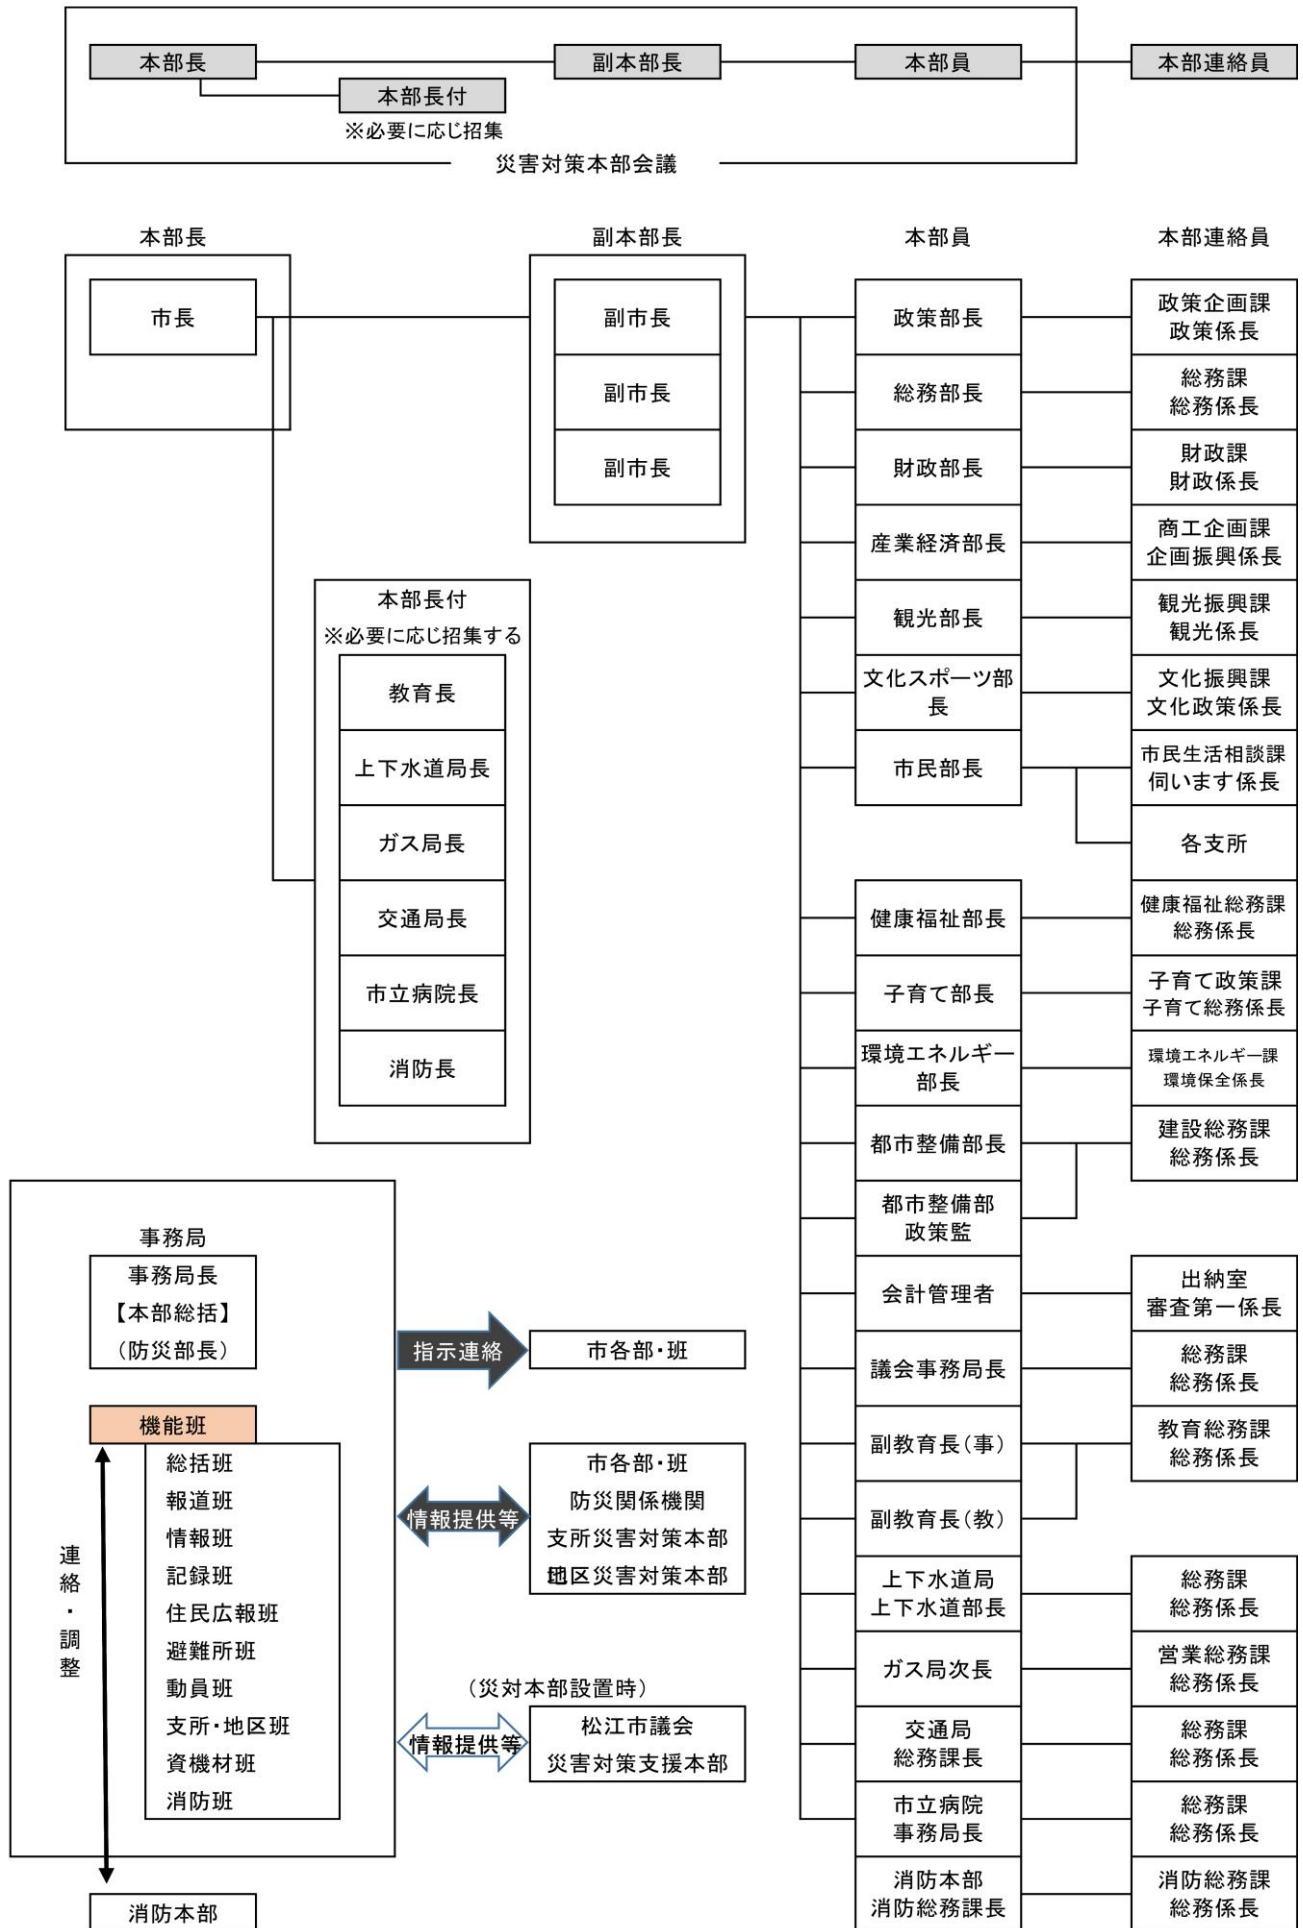 本部長
副本部長
本部員
本部連絡員
本部長付
※必要に応じ招集
災害対策本部会議
本部長
副本部長
本部員
本部連絡員
市長
副市長
副市長
副市長
本部長付
※必要に応じ招集する
教育長
上下水道局長
ガス局長
交通局長
市立病院長
消防長
政策部長
政策企画課
政策係長
総務部長
総務課
総務係長
財政部長
財政課
財政係長
産業経済部長
商工企画課
企画振興係長
観光部長
観光振興課
観光係長
文化スポーツ部
長
文化振興課
文化政策係長
市民部長
市民生活相談課
伺います係長
各支所
健康福祉部長
健康福祉総務課
総務係長
子育て部長
子育て政策課
子育て総務係長
環境エネルギー
部長
環境エネルギー課
環境保全係長
都市整備部長
建設総務課
総務係長
都市整備部
政策監
会計管理者
出納室
審査第一係長
議会事務局長
総務課
総務係長
副教育長(事)
教育総務課
総務係長
副教育長(教)
上下水道局
上下水道部長
総務課
総務係長
ガス局次長
営業総務課
総務係長
交通局
総務課長
総務課
総務係長
市立病院
事務局長
総務課
総務係長
消防本部
消防総務課長
消防総務課
総務係長
事務局
事務局長
【本部総括】
(防災部長)
指示連絡
市各部・班
機能班
総括班
報道班
情報班
記録班
住民広報班
避難所班
動員班
支所・地区班
資機材班
消防班
連絡・調整
消防本部
情報提供等
市各部・班
防災関係機関
支所災害対策本部
地区災害対策本部
(災対本部設置時)
情報提供等
松江市議会
災害対策支援本部